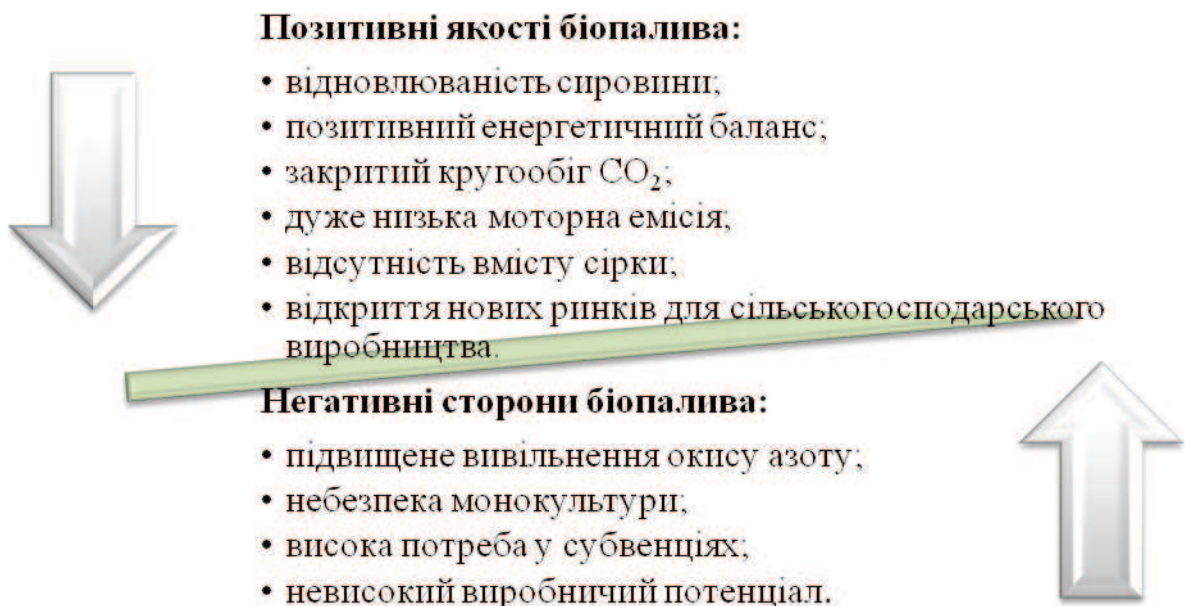 Позитивні якості біопалива:
• відновлюваність сировини;
• позитивний енергетичний баланс;
• закритий кругообіг CO₂;
• дуже низька моторна емісія;
• відсутність вмісту сірки;
• відкриття нових ринків для сільськогосподарського
виробництва.
Негативні сторони біопалива:
• підвищене вивільнення окису азоту;
• небезпека монокультури;
• висока потреба у субвенціях;
• невисокий виробничий потенціал.